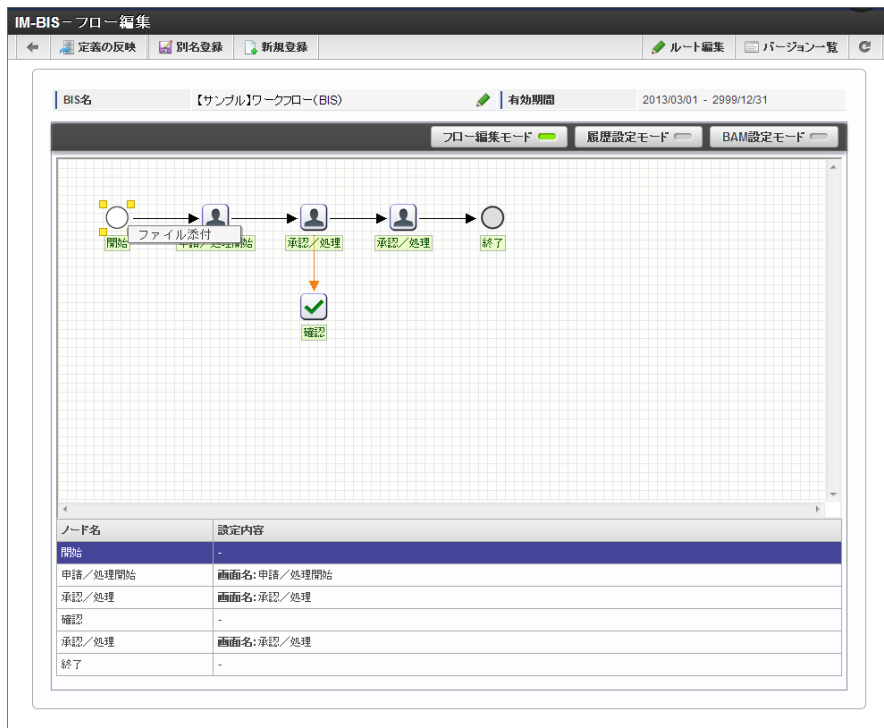 IM-BIS－フロー編集
定義の反映 別名登録 新規登録 ルート編集 バージョン一覧
BIS名 【サンプル】ワークフロー（BIS） 有効期間 2013/03/01 - 2999/12/31
フロー編集モード 履歴設定モード BAM設定モード
ファイル添付
開始 申請／処理開始 承認／処理 承認／処理 終了
確認
ノード名 設定内容
開始 -
申請／処理開始 画面名:申請／処理開始
承認／処理 画面名:承認／処理
確認 -
承認／処理 画面名:承認／処理
終了 -